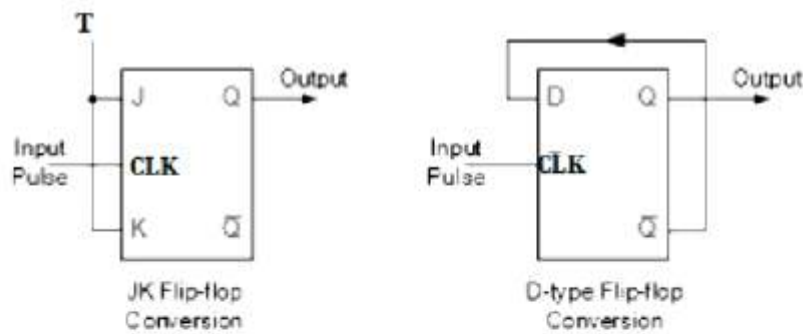 T
J Q Output
Input
Pulse
CLK
K Q̅
JK Flip-flop
Conversion
D Q Output
Input
Pulse
CLK
Q̅
D-type Flip-flop
Conversion